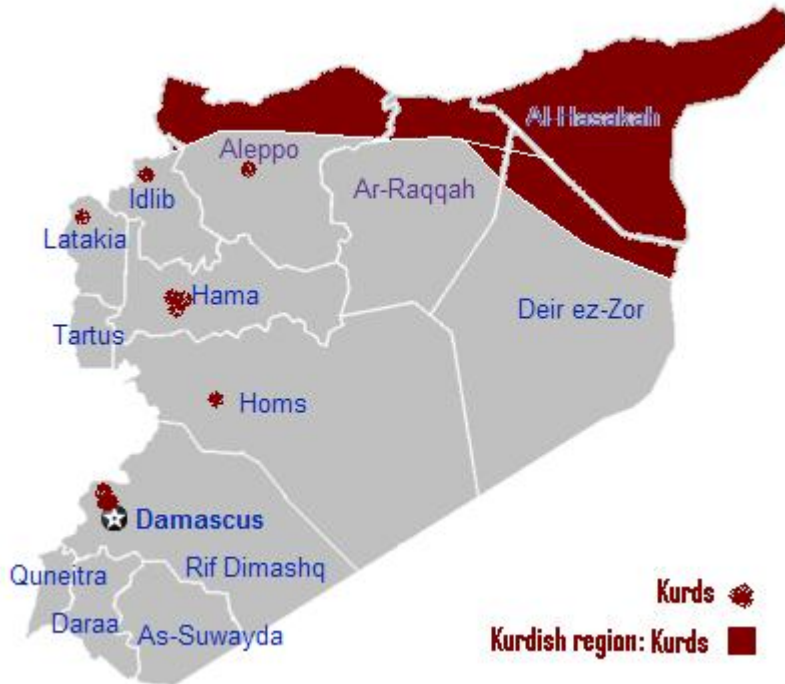 Al-Hasakah
Aleppo
Idlib
Ar-Raqqah
Latakia
Hama
Deir ez-Zor
Tartus
Homs
Damascus
Rif Dimashq
Quneitra
Daraa
As-Suwayda
Kurds
Kurdish region: Kurds